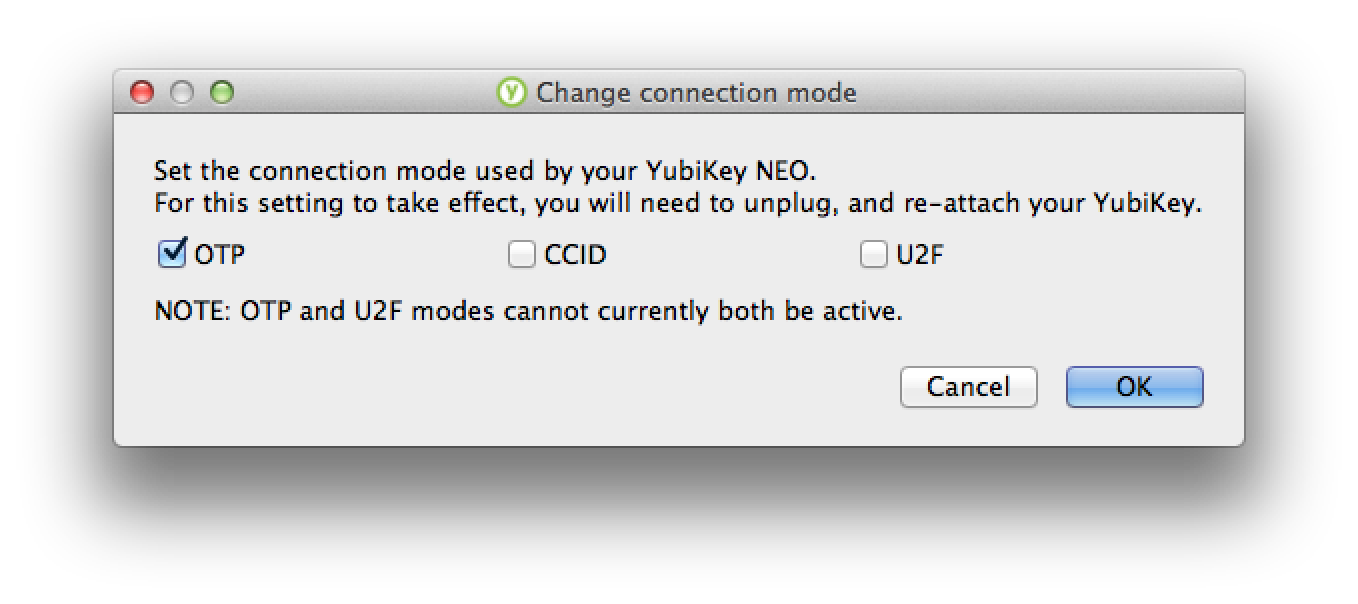 Change connection mode
Set the connection mode used by your YubiKey NEO.
For this setting to take effect, you will need to unplug, and re-attach your YubiKey.
OTP CCID U2F
NOTE: OTP and U2F modes cannot currently both be active.
Cancel OK